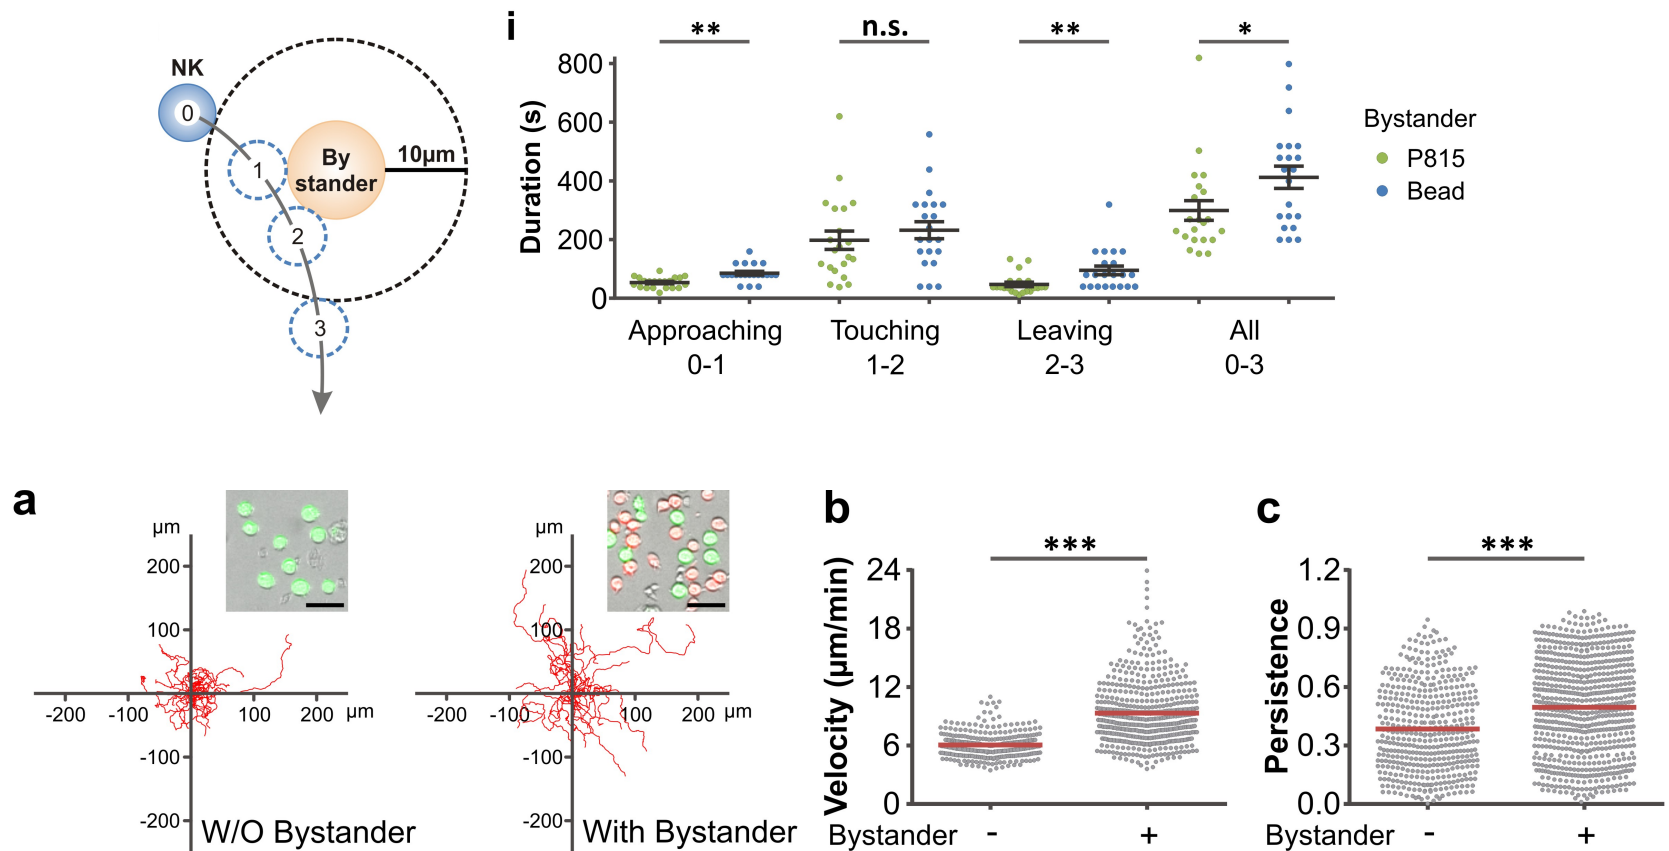 NK
0
1
2
3
By
stander
10μm
i
Duration (s)
800
600
400
200
0
**
n.s.
**
*
Approaching
0-1
Touching
1-2
Leaving
2-3
All
0-3
Bystander
P815
Bead
a
μm
200
100
-100
-200
-200 -100 100 200 μm
W/O Bystander
μm
200
100
-100
-200
-200 -100 100 200 μm
With Bystander
b
Velocity (μm/min)
24
18
12
6
0
***
Bystander - +
c
Persistence
1.2
0.9
0.6
0.3
0.0
***
Bystander - +